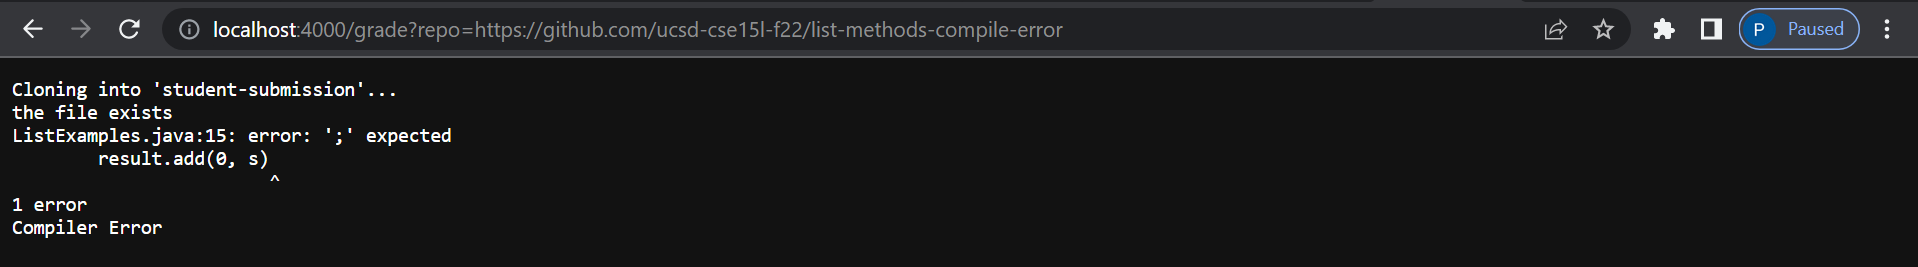 localhost:4000/grade?repo=https://github.com/ucsd-cse15l-f22/list-methods-compile-error
P Paused
Cloning into 'student-submission'...
the file exists
ListExamples.java:15: error: ';' expected
        result.add(0, s)
                        ^
1 error
Compiler Error